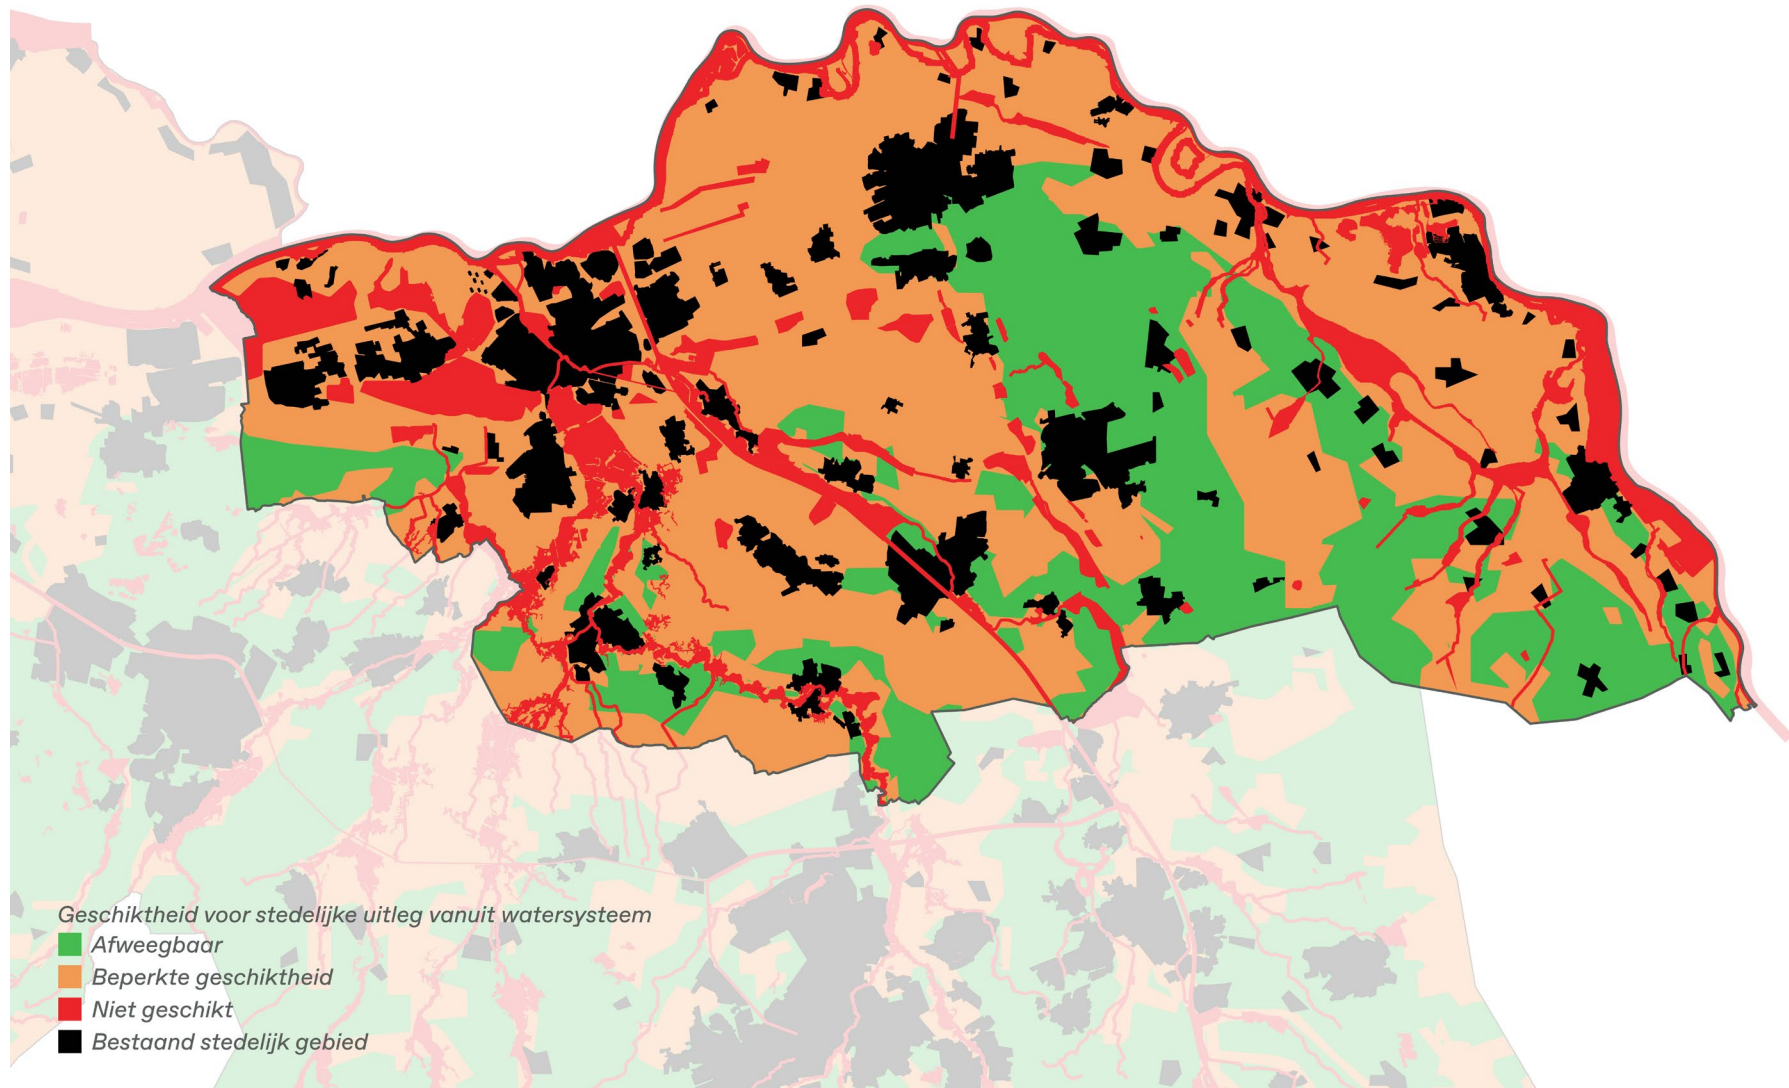 Geschiktheid voor stedelijke uitleg vanuit watersysteem
Afweegbaar
Beperkte geschiktheid
Niet geschikt
Bestaand stedelijk gebied